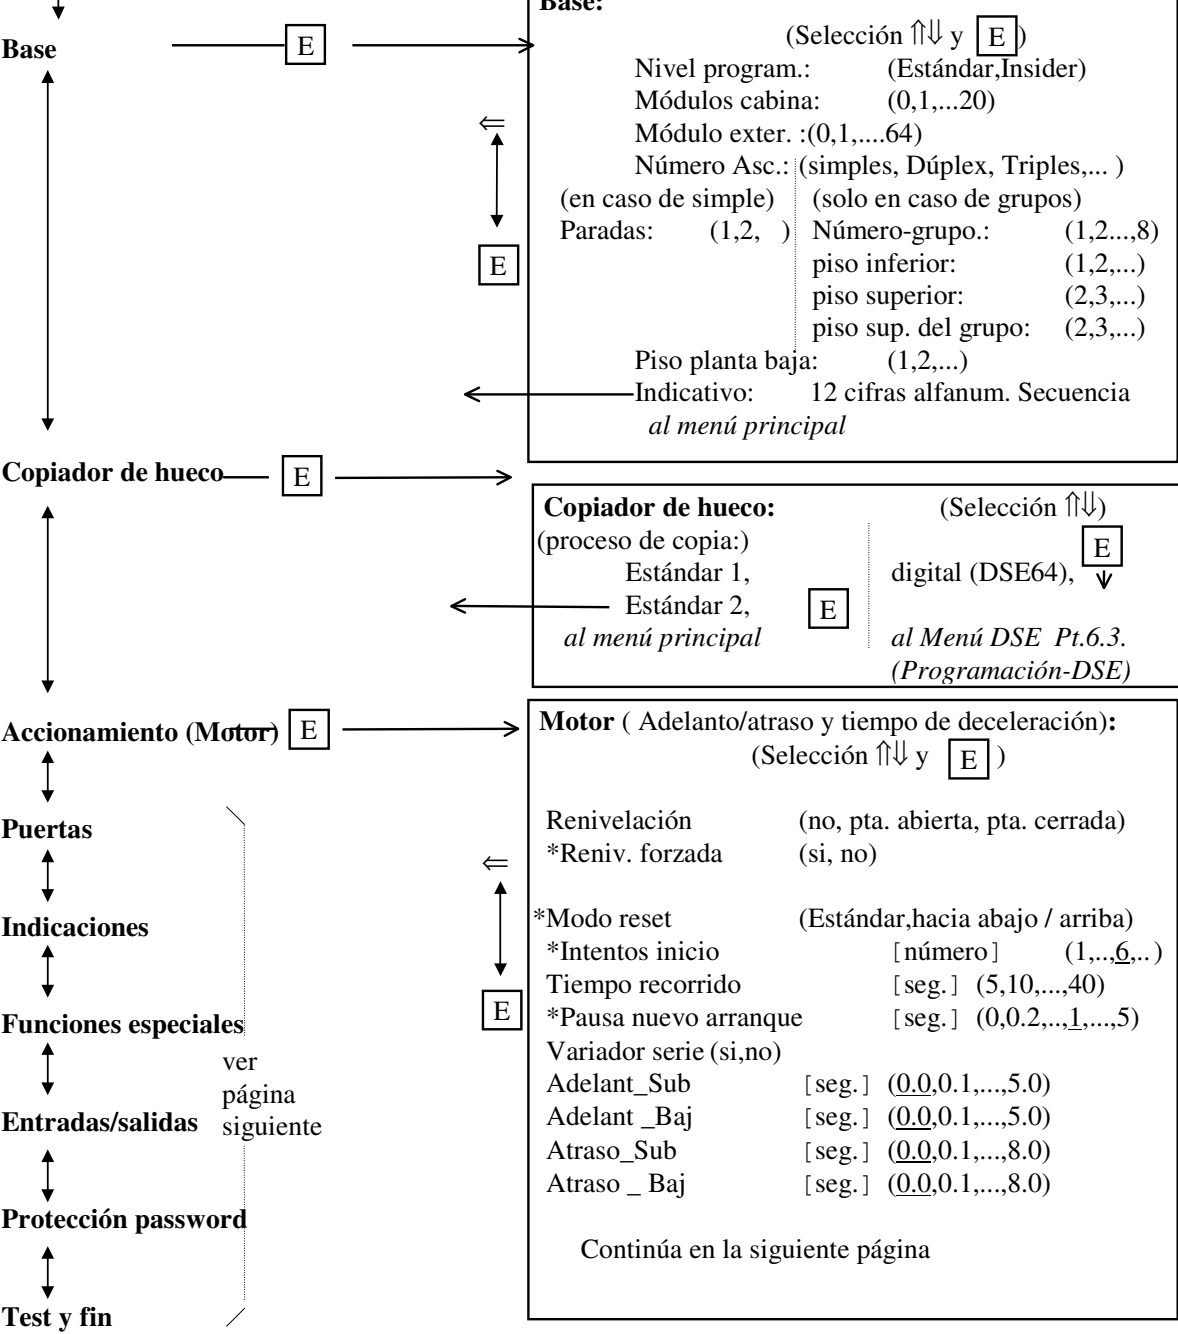 Base:
Base
E
(Selección ⇑⇓ y E )
Nivel program.: (Estándar,Insider)
Módulos cabina: (0,1,...20)
⇐
Módulo exter. :(0,1,....64)
Número Asc.: (simples, Dúplex, Triples,... )
(en caso de simple) (solo en caso de grupos)
Paradas: (1,2, ) Número-grupo.: (1,2...,8)
E
piso inferior: (1,2,...)
piso superior: (2,3,...)
piso sup. del grupo: (2,3,...)
Piso planta baja: (1,2,...)
Indicativo: 12 cifras alfanum. Secuencia
al menú principal
Copiador de hueco E
Copiador de hueco: (Selección ⇑⇓)
(proceso de copia:) E
Estándar 1, digital (DSE64),
Estándar 2, E
al menú principal al Menú DSE Pt.6.3.
(Programación-DSE)
Accionamiento (Motor) E
Motor ( Adelanto/atraso y tiempo de deceleración):
(Selección ⇑⇓ y E )
Puertas
Renivelación (no, pta. abierta, pta. cerrada)
⇐
*Reniv. forzada (si, no)
Indicaciones
*Modo reset (Estándar,hacia abajo / arriba)
*Intentos inicio [número] (1,..,6,..)
Tiempo recorrido [seg.] (5,10,...,40)
E
Funciones especiales
*Pausa nuevo arranque [seg.] (0,0.2,..,1,...,5)
Variador serie (si,no)
ver
página
siguiente
Adelant_Sub [seg.] (0.0,0.1,...,5.0)
Entradas/salidas
Adelant _Baj [seg.] (0.0,0.1,...,5.0)
Atraso_Sub [seg.] (0.0,0.1,...,8.0)
Atraso _ Baj [seg.] (0.0,0.1,...,8.0)
Protección password
Continúa en la siguiente página
Test y fin